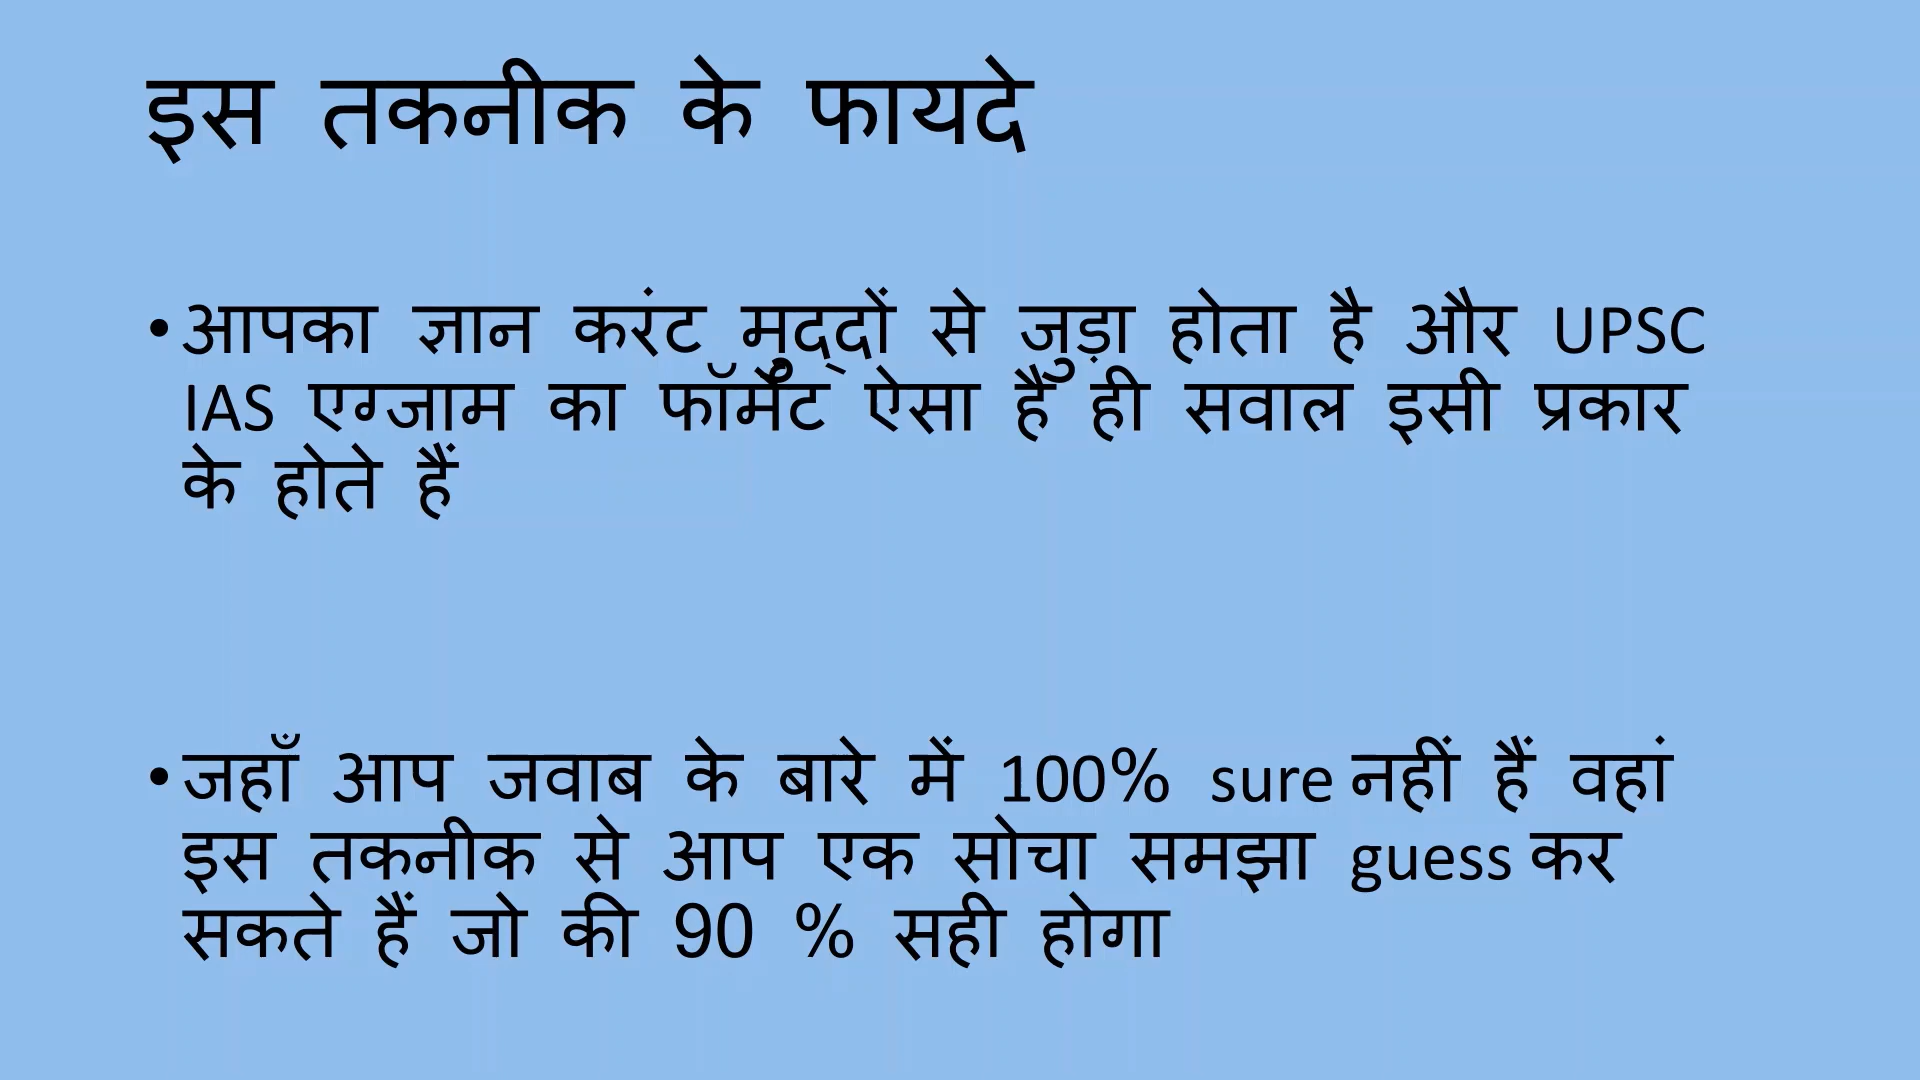 इस तकनीक के फायदे
•आपका ज्ञान करंट मुद्दों से जुड़ा होता है और UPSC
IAS एग्जाम का फॉर्मेट ऐसा है ही सवाल इसी प्रकार
के होते हैं
•जहाँ आप जवाब के बारे में 100% sure नहीं हैं वहां
इस तकनीक से आप एक सोचा समझा guess कर
सकते हैं जो की 90 % सही होगा